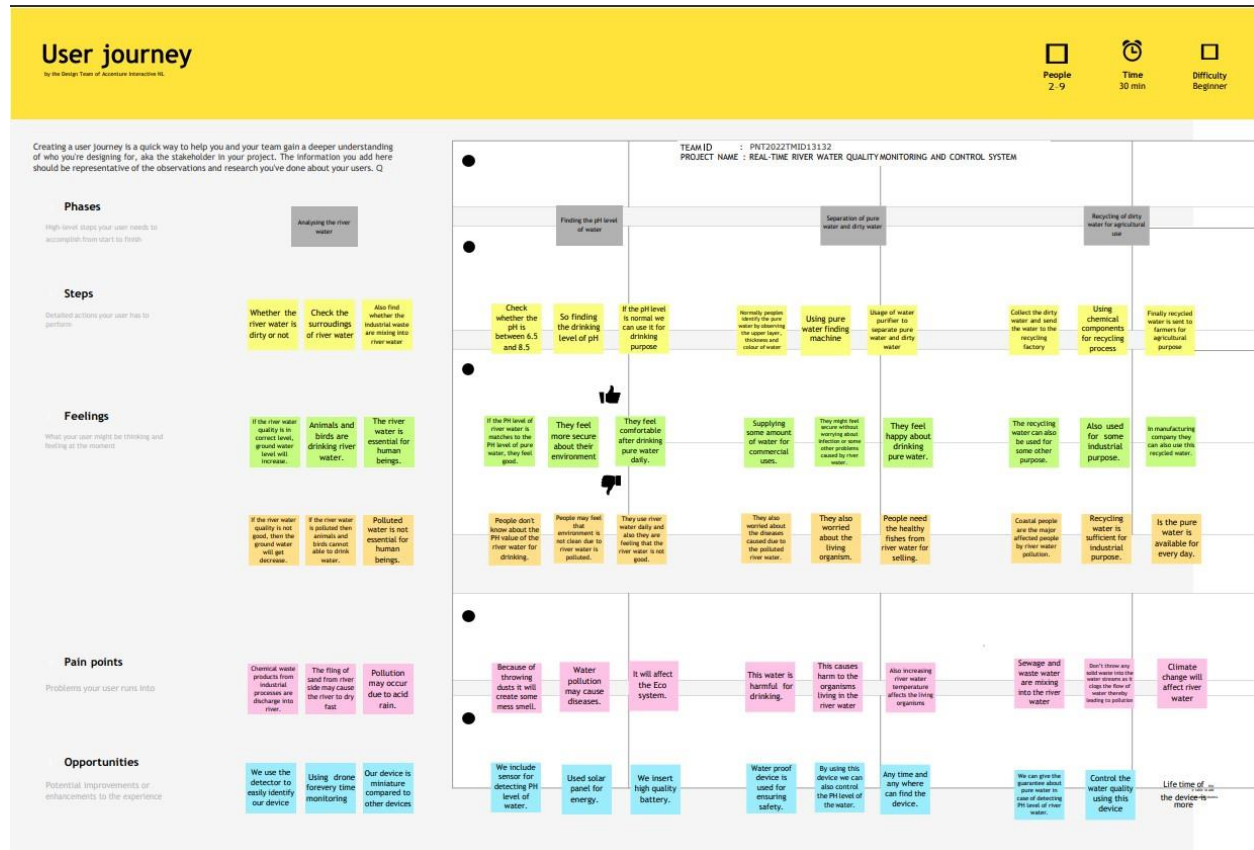 User journey
by the Design Team of Accenture Interactive NL
People
2-9
Time
30 min
Difficulty
Beginner
Creating a user journey is a quick way to help you and your team gain a deeper understanding
of who you're designing for, aka the stakeholder in your project. The information you add here
should be representative of the observations and research you've done about your users. Q
TEAM ID : PNT2022TMID13132
PROJECT NAME : REAL-TIME RIVER WATER QUALITY MONITORING AND CONTROL SYSTEM
Phases
High-level steps your user needs to
accomplish from start to finish
Analysing the river
water
Finding the pH level
of water
Separation of pure
water and dirty water
Recycling of dirty
water for agricultural
use
Steps
Detailed actions your user has to
perform
Whether the
river water is
dirty or not
Check the
surroudings
of river water
Also find
whether the
industrial waste
are mixing into
river water
Check
whether the
pH is
between 6.5
and 8.5
So finding
the drinking
level of pH
If the pH level
is normal we
can use it for
drinking
purpose
Normally peoples
identify the pure
water by observing
the upper layer,
thickness and
colour of water
Using pure
water finding
machine
Usage of water
purifier to
separate pure
water and dirty
water
Collect the dirty
water and send
the water to the
recycling
factory
Using
chemical
components
for recycling
process
Finally recycled
water is sent to
farmers for
agricultural
purpose
Feelings
What your user might be thinking and
feeling at the moment
If the river water
quality is in
correct level,
ground water
level will
increase.
Animals and
birds are
drinking river
water.
The river
water is
essential for
human
beings.
If the PH level of
river water is
matches to the
PH level of pure
water, they feel
good.
They feel
more secure
about their
environment
They feel
comfortable
after drinking
pure water
daily.
Supplying
some amount
of water for
commercial
uses.
They might feel
secure without
worrying about
infection or some
other problems
caused by river
water.
They feel
happy about
drinking
pure water.
The recycling
water can also
be used for
some other
purpose.
Also used
for some
industrial
purpose.
In manufacturing
company they
can also use this
recycled water.
If the river water
quality is not
good, then the
ground water
will get
decrease.
If the river water
is polluted then
animals and
birds cannot
able to drink
water.
Polluted
water is not
essential for
human
beings.
People don't
know about the
PH value of the
river water for
drinking.
People may feel
that
environment is
not clean due to
river water is
polluted.
They use river
water daily and
also they are
feeling that the
river water is not
good.
They also
worried about
the diseases
caused due to
the polluted
river water.
They also
worried
about the
living
organism.
People need
the healthy
fishes from
river water for
selling.
Coastal people
are the major
affected people
by river water
pollution.
Recycling
water is
sufficient for
industrial
purpose.
Is the pure
water is
available for
every day.
Pain points
Problems your user runs into
Chemical waste
products from
industrial
processes are
discharge into
river.
The fling of
sand from river
side may cause
the river to dry
fast
Pollution
may occur
due to acid
rain.
Because of
throwing
dusts it will
create some
mess smell.
Water
pollution
may cause
diseases.
It will affect
the Eco
system.
This water is
harmful for
drinking.
This causes
harm to the
organisms
living in the
river water
Also increasing
river water
temperature
affects the living
organisms
Sewage and
waste water
are mixing
into the river
water
Don't throw any
solid waste into the
water streams as it
clogs the flow of
water thereby
leading to pollution
Climate
change will
affect river
water
Opportunities
Potential improvements or
enhancements to the experience
We use the
detector to
easily identify
our device
Using drone
forevery time
monitoring
Our device is
miniature
compared to
other devices
We include
sensor for
detecting PH
level of
water.
Used solar
panel for
energy.
We insert
high quality
battery.
Water proof
device is
used for
ensuring
safety.
By using this
device we can
also control
the PH level of
the water.
Any time and
any where
can find the
device.
We can give the
guarantee about
pure water in
case of detecting
PH level of river
water.
Control the
water quality
using this
device
Life time of
the device is
more